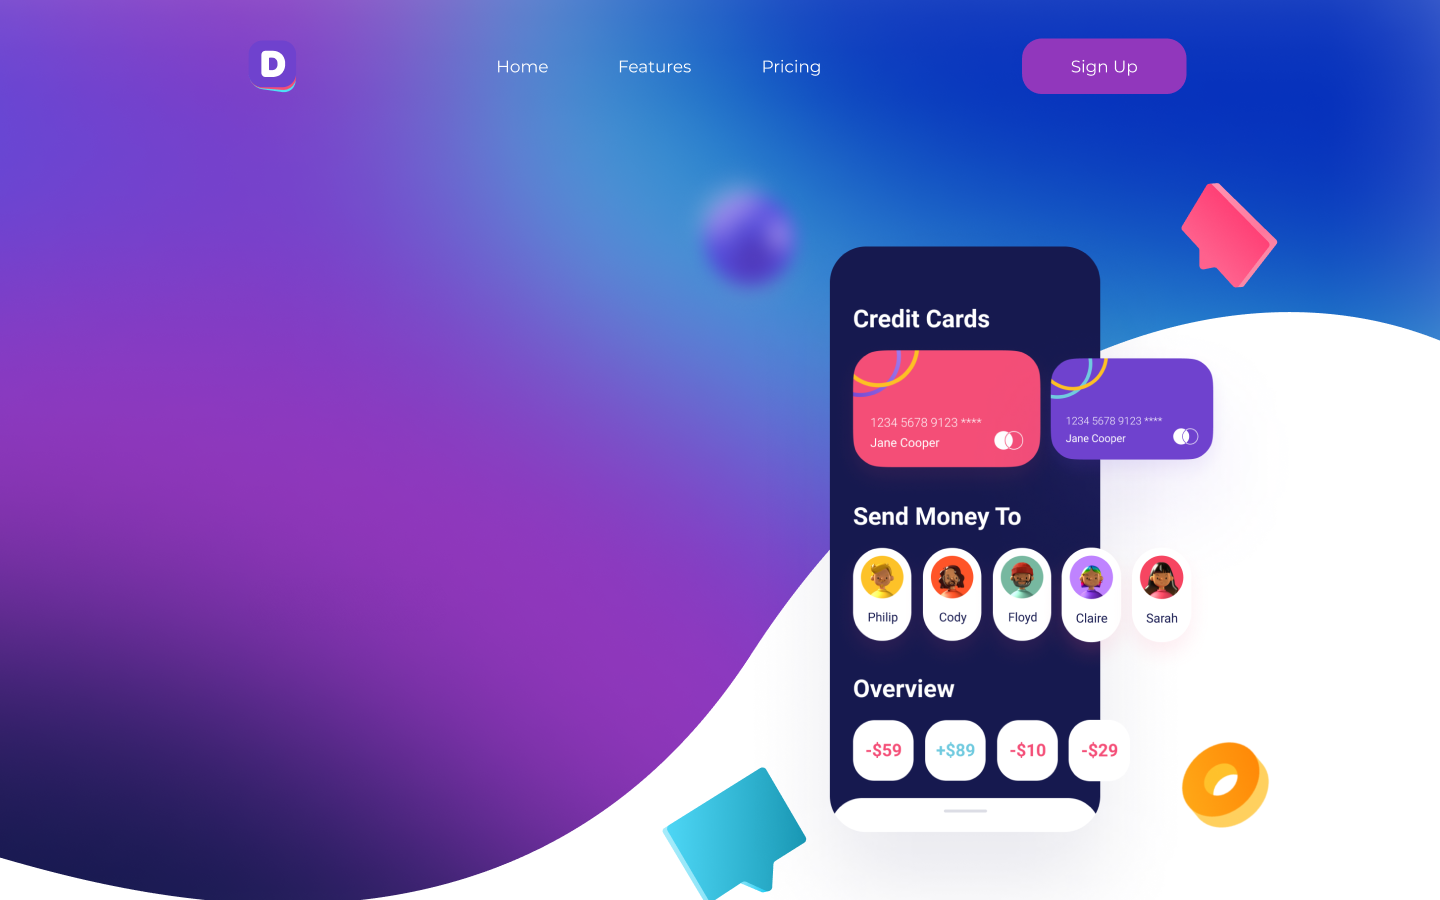 D
Home Features Pricing Sign Up
Credit Cards
1234 5678 9123 ****
Jane Cooper
1234 5678 9123 ****
Jane Cooper
Send Money To
Philip Cody Floyd Claire Sarah
Overview
-$59 +$89 -$10 -$29